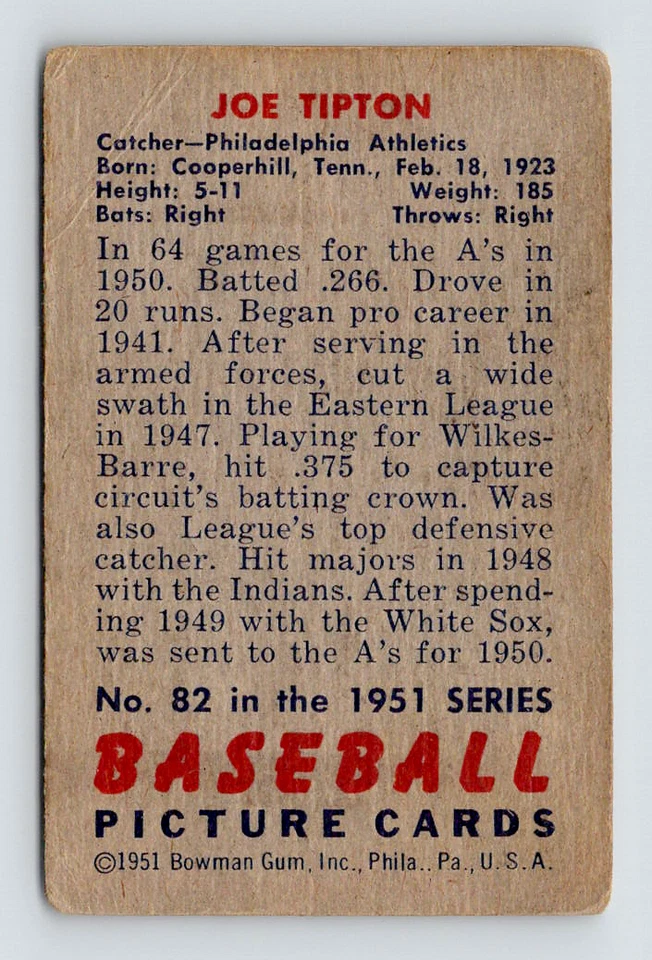 JOE TIPTON
Catcher—Philadelphia Athletics
Born: Cooperhill, Tenn., Feb. 18, 1923
Height: 5-11 Weight: 185
Bats: Right Throws: Right
In 64 games for the A's in
1950. Batted .266. Drove in
20 runs. Began pro career in
1941. After serving in the
armed forces, cut a wide
swath in the Eastern League
in 1947. Playing for Wilkes-
Barre, hit .375 to capture
circuit's batting crown. Was
also League's top defensive
catcher. Hit majors in 1948
with the Indians. After spend-
ing 1949 with the White Sox,
was sent to the A's for 1950.
No. 82 in the 1951 SERIES
BASEBALL
PICTURE CARDS
©1951 Bowman Gum, Inc., Phila.. Pa., U.S.A.